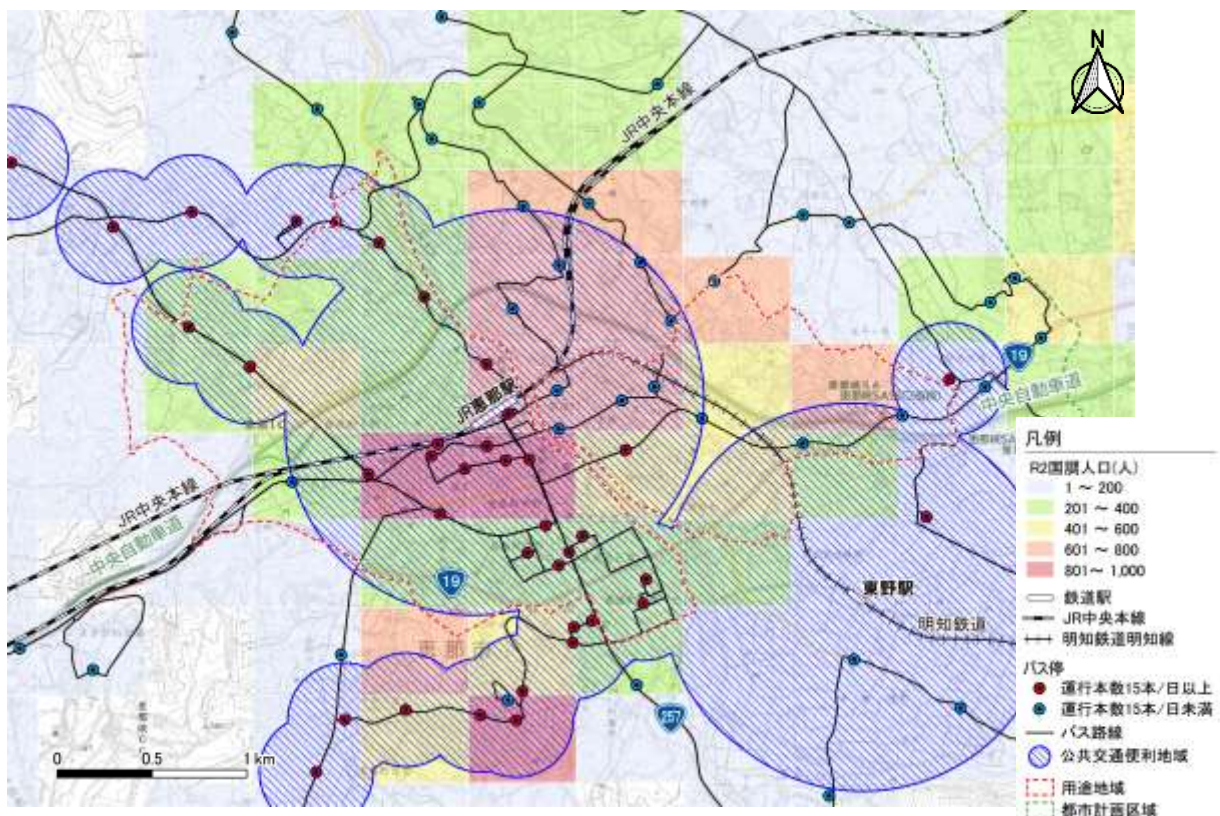 N
JR中央本線
19
中央自動車道
JR恵那駅
JR中央本線
中央自動車道
19
東野駅
明知鉄道
257
0 0.5 1 km
凡例
R2国調人口(人)
1 ～ 200
201 ～ 400
401 ～ 600
601 ～ 800
801～ 1,000
鉄道駅
JR中央本線
明知鉄道明知線
バス停
運行本数15本/日以上
運行本数15本/日未満
バス路線
公共交通便利地域
用途地域
都市計画区域